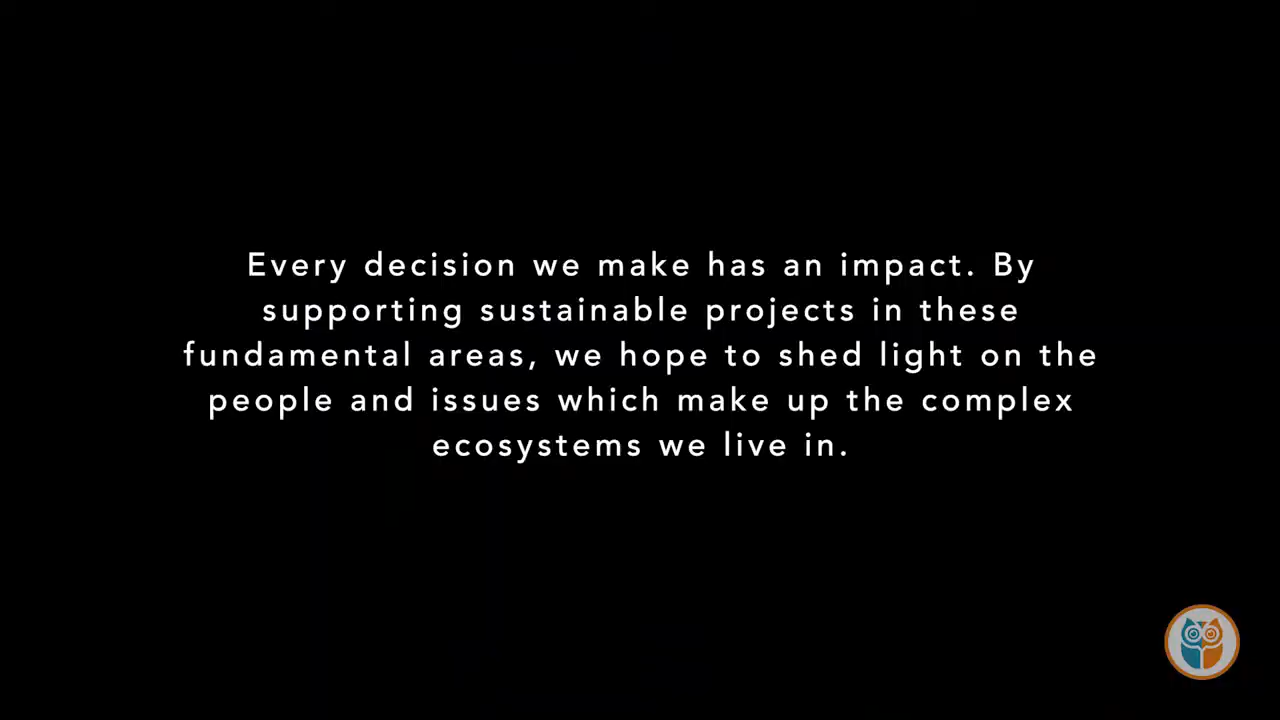 Every decision we make has an impact. By
supporting sustainable projects in these
fundamental areas, we hope to shed light on the
people and issues which make up the complex
ecosystems we live in.